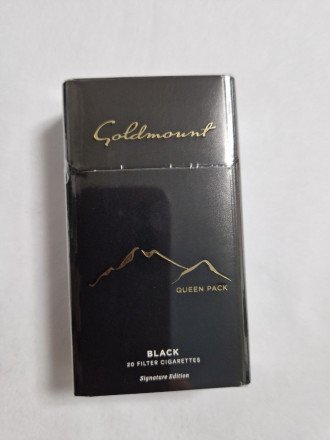 Goldmount
QUEEN PACK
BLACK
20 FILTER CIGARETTES
Signature Edition